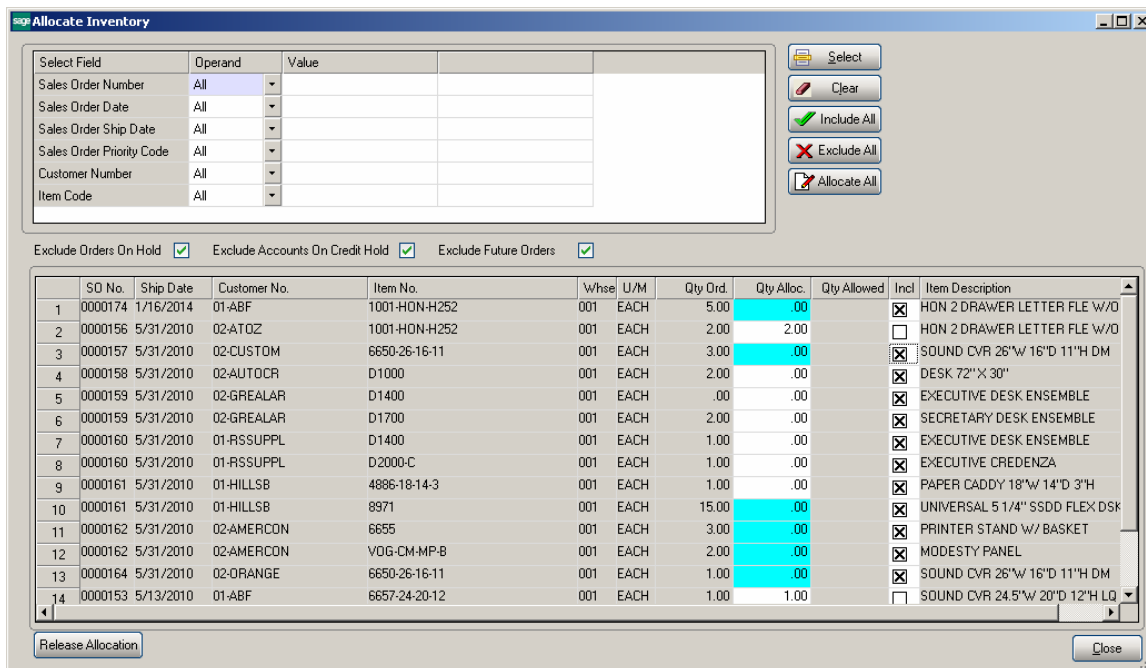 sage Allocate Inventory
Select Field Operand Value
Sales Order Number All
Sales Order Date All
Sales Order Ship Date All
Sales Order Priority Code All
Customer Number All
Item Code All
Select
Clear
Include All
Exclude All
Allocate All
Exclude Orders On Hold Exclude Accounts On Credit Hold Exclude Future Orders
SO No. Ship Date Customer No. Item No. Whse U/M Qty Ord. Qty Alloc. Qty Allowed Incl Item Description
1 0000174 1/16/2014 01-ABF 1001-HON-H252 001 EACH 5.00 .00 HON 2 DRAWER LETTER FLE W/O
2 0000156 5/31/2010 02-ATOZ 1001-HON-H252 001 EACH 2.00 2.00 HON 2 DRAWER LETTER FLE W/O
3 0000157 5/31/2010 02-CUSTOM 6650-26-16-11 001 EACH 3.00 .00 SOUND CVR 26"W 16"D 11"H DM
4 0000158 5/31/2010 02-AUTOCR D1000 001 EACH 2.00 .00 DESK 72" X 30"
5 0000159 5/31/2010 02-GREALAR D1400 001 EACH .00 .00 EXECUTIVE DESK ENSEMBLE
6 0000159 5/31/2010 02-GREALAR D1700 001 EACH 2.00 .00 SECRETARY DESK ENSEMBLE
7 0000160 5/31/2010 01-RSSUPPL D1400 001 EACH 1.00 .00 EXECUTIVE DESK ENSEMBLE
8 0000160 5/31/2010 01-RSSUPPL D2000-C 001 EACH 1.00 .00 EXECUTIVE CREDENZA
9 0000161 5/31/2010 01-HILLSB 4886-18-14-3 001 EACH 1.00 .00 PAPER CADDY 18"W 14"D 3"H
10 0000161 5/31/2010 01-HILLSB 8971 001 EACH 15.00 .00 UNIVERSAL 5 1/4" SSDD FLEX DSK
11 0000162 5/31/2010 02-AMERCON 6655 001 EACH 3.00 .00 PRINTER STAND W/ BASKET
12 0000162 5/31/2010 02-AMERCON VOG-CM-MP-B 001 EACH 2.00 .00 MODESTY PANEL
13 0000164 5/31/2010 02-ORANGE 6650-26-16-11 001 EACH 1.00 .00 SOUND CVR 26"W 16"D 11"H DM
14 0000153 5/13/2010 01-ABF 6657-24-20-12 001 EACH 1.00 1.00 SOUND CVR 24.5"W 20"D 12"H LQ
Release Allocation
Close